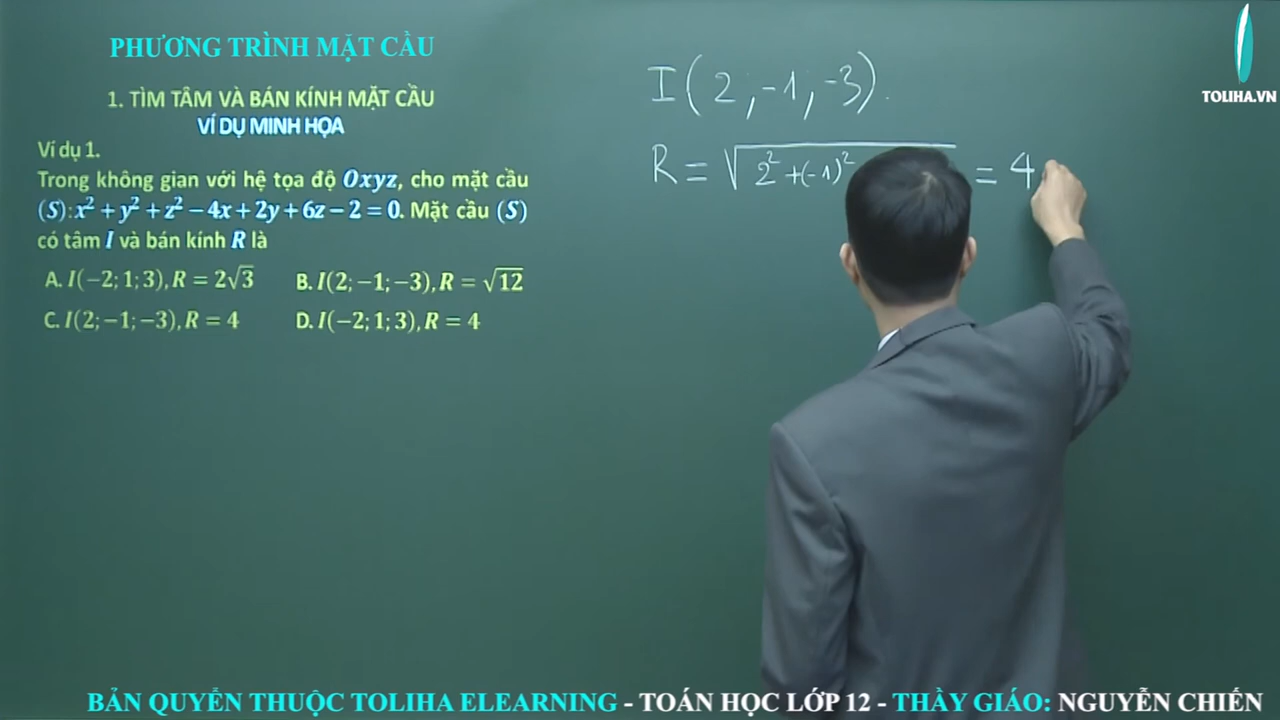 PHƯƠNG TRÌNH MẶT CẦU
1. TÌM TÂM VÀ BÁN KÍNH MẶT CẦU
VÍ DỤ MINH HỌA
Ví dụ 1.
Trong không gian với hệ tọa độ Oxyz, cho mặt cầu
(S): x² + y² + z² − 4x + 2y + 6z − 2 = 0. Mặt cầu (S)
có tâm I và bán kính R là
A. I(−2; 1; 3), R = 2√3 B. I(2; −1; −3), R = √12
C. I(2; −1; −3), R = 4 D. I(−2; 1; 3), R = 4
I(2, -1, -3).
R = √2² + (-1)² = 4
TOLIHA.VN
BẢN QUYỀN THUỘC TOLIHA ELEARNING - TOÁN HỌC LỚP 12 - THẦY GIÁO: NGUYỄN CHIẾN